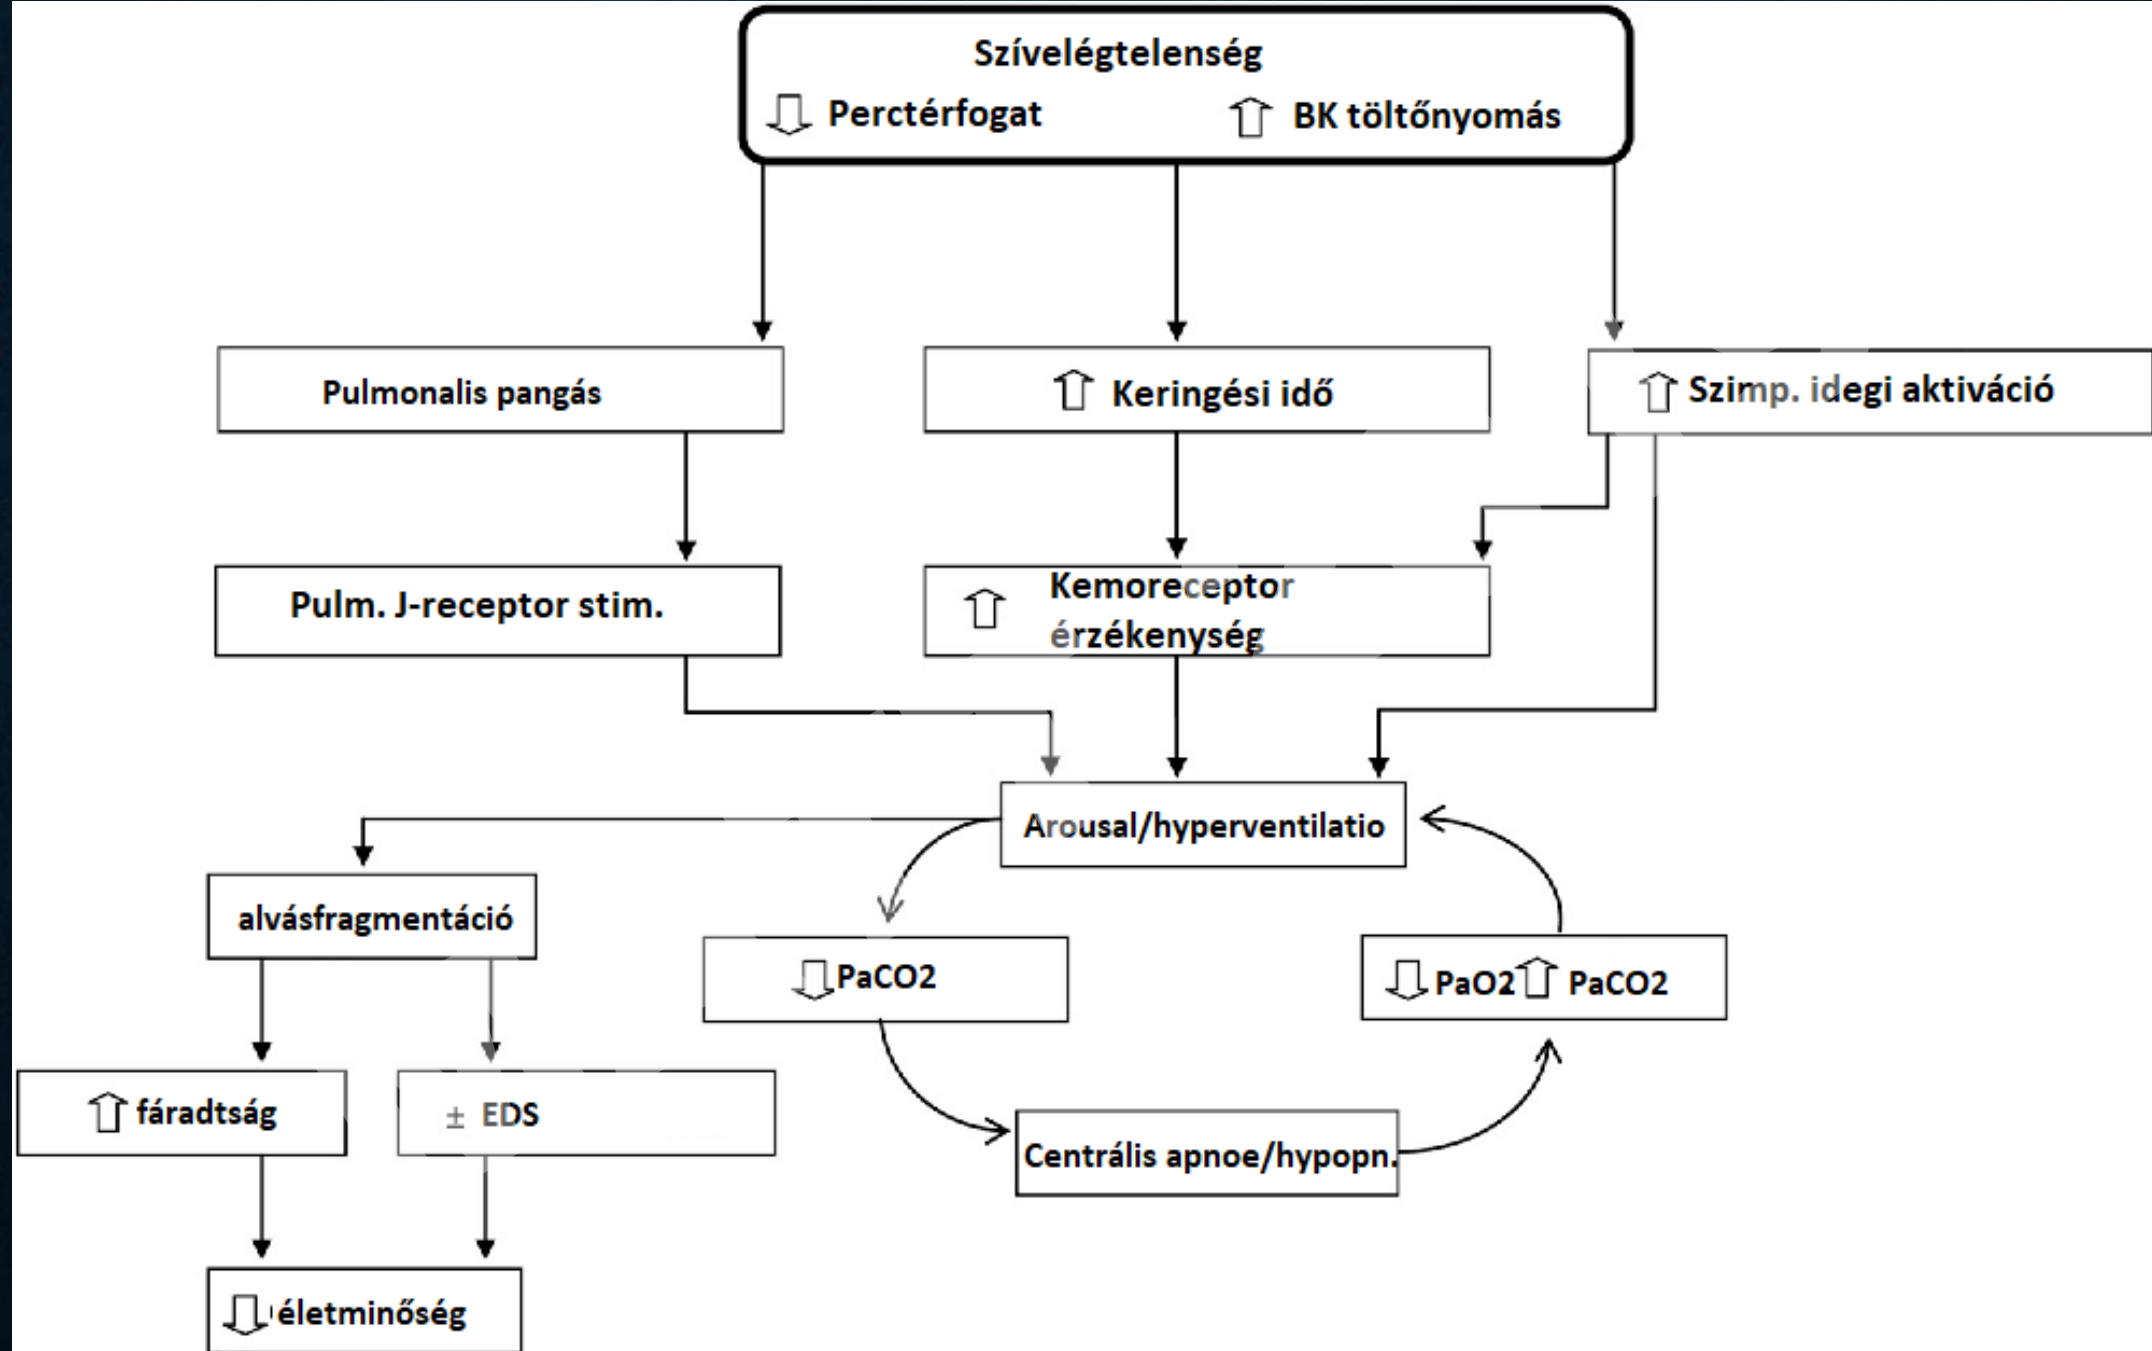 Szívelégtelenség
Perctérfogat BK töltőnyomás
Pulmonalis pangás
Keringési idő
Szimp. idegi aktiváció
Pulm. J-receptor stim.
Kemoreceptor
érzékenység
Arousal/hyperventilatio
alvásfragmentáció
PaCO2
PaO2 PaCO2
fáradtság
± EDS
Centrális apnoe/hypopn.
életminőség